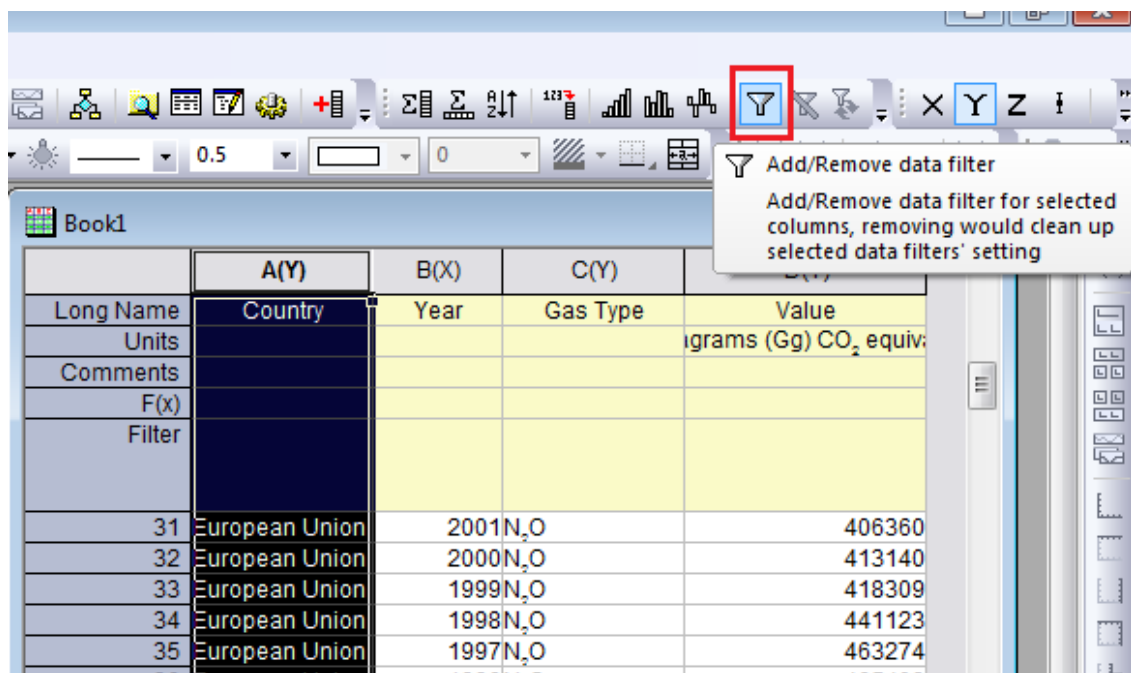 X Y Z
0.5 0
Add/Remove data filter
Add/Remove data filter for selected
columns, removing would clean up
selected data filters' setting
Book1
A(Y) B(X) C(Y)
Long Name Country Year Gas Type Value
Units (Gg) CO₂
Comments
F(x)
Filter
31 European Union 2001 N₂O 406360
32 European Union 2000 N₂O 413140
33 European Union 1999 N₂O 418309
34 European Union 1998 N₂O 441123
35 European Union 1997 N₂O 463274